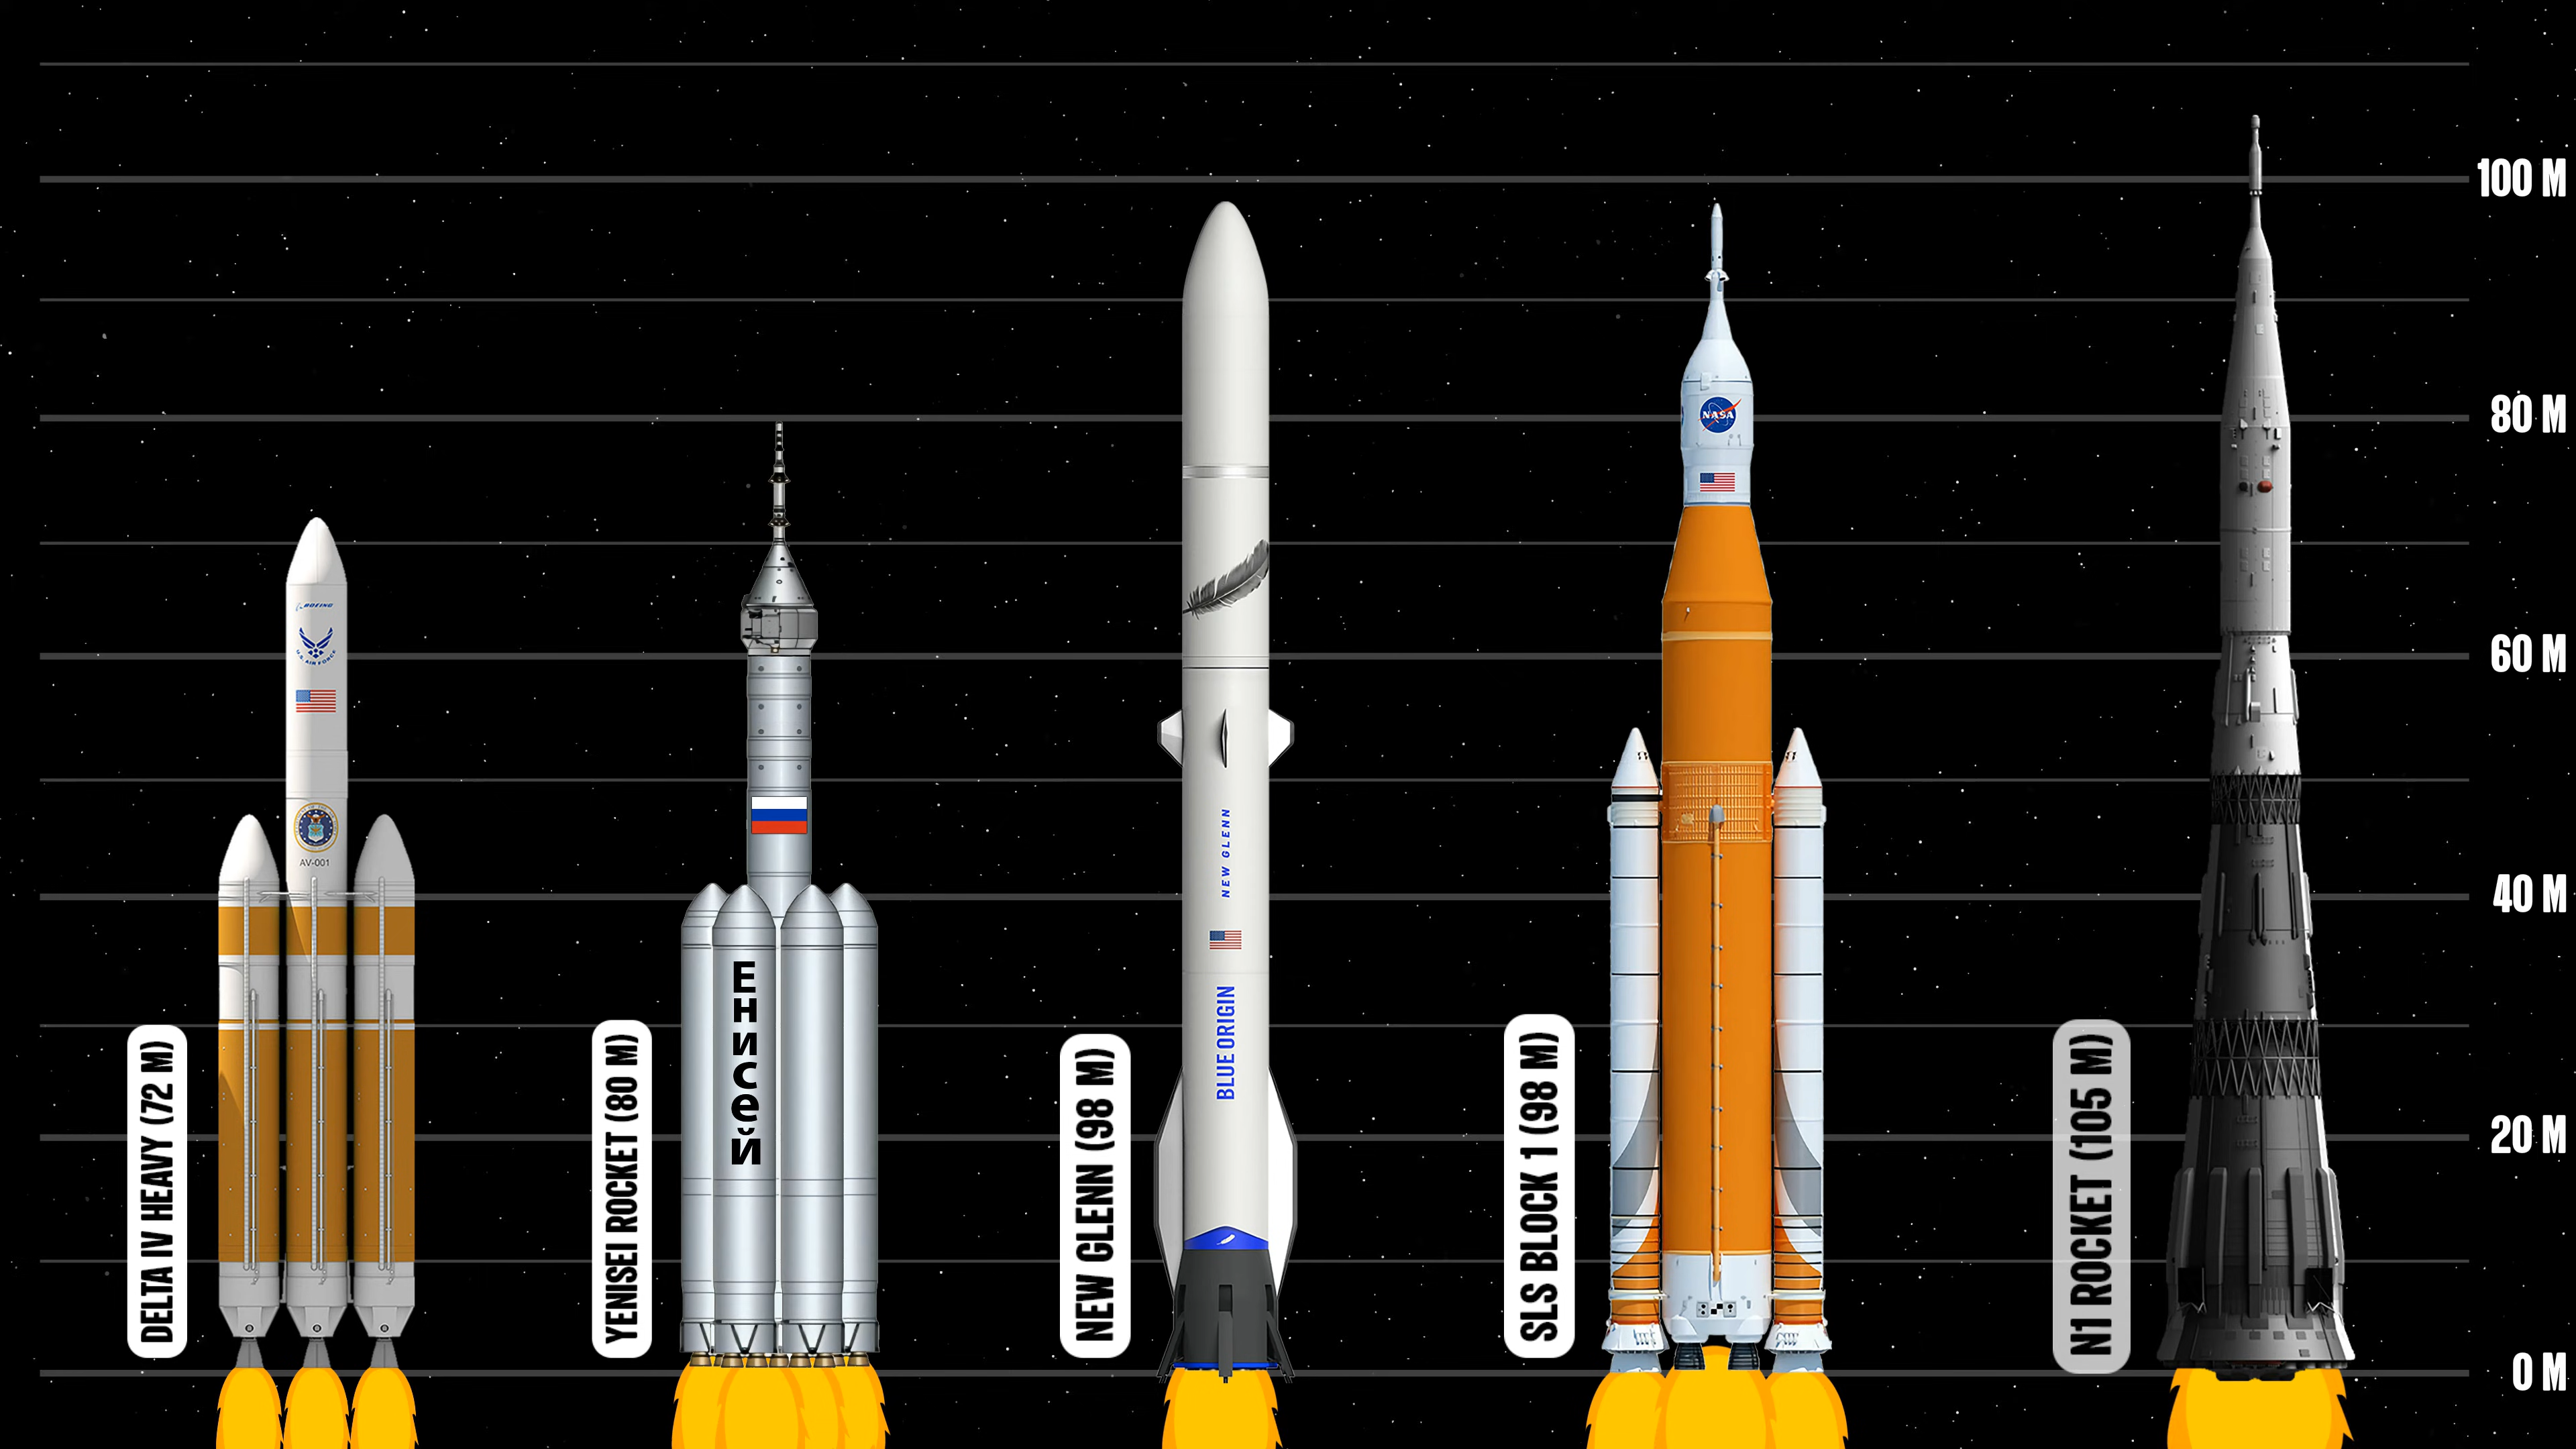 100 M
80 M
60 M
40 M
20 M
0 M
DELTA IV HEAVY (72 M)
BOEING
U.S. AIR FORCE
AV-001
YENISEI ROCKET (80 M)
Енисей
NEW GLENN (98 M)
NEW GLENN
BLUE ORIGIN
SLS BLOCK 1 (98 M)
NASA
N1 ROCKET (105 M)